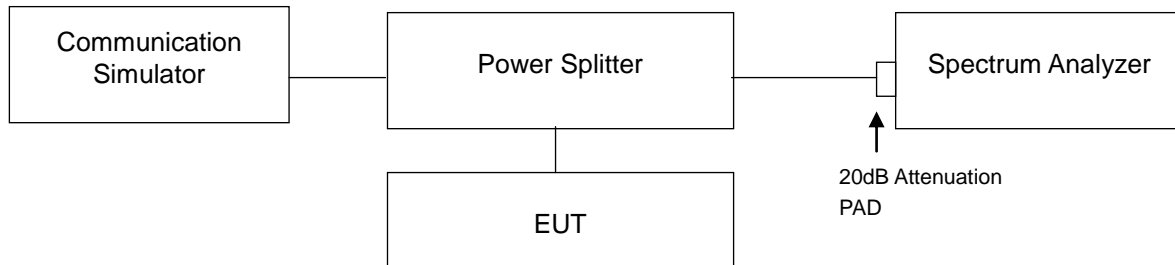 Communication
Simulator
Power Splitter
Spectrum Analyzer
20dB Attenuation
PAD
EUT